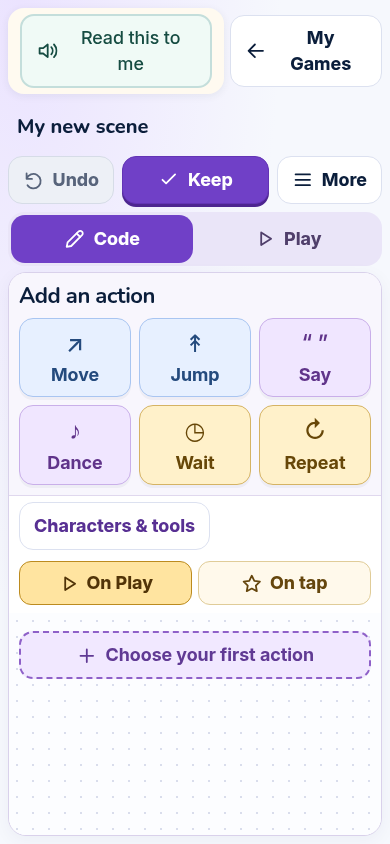 Read this to
me
My
Games
My new scene
Undo
Keep
More
Code
Play
Add an action
Move
Jump
“ ”
Say
Dance
Wait
Repeat
Characters & tools
On Play
On tap
Choose your first action